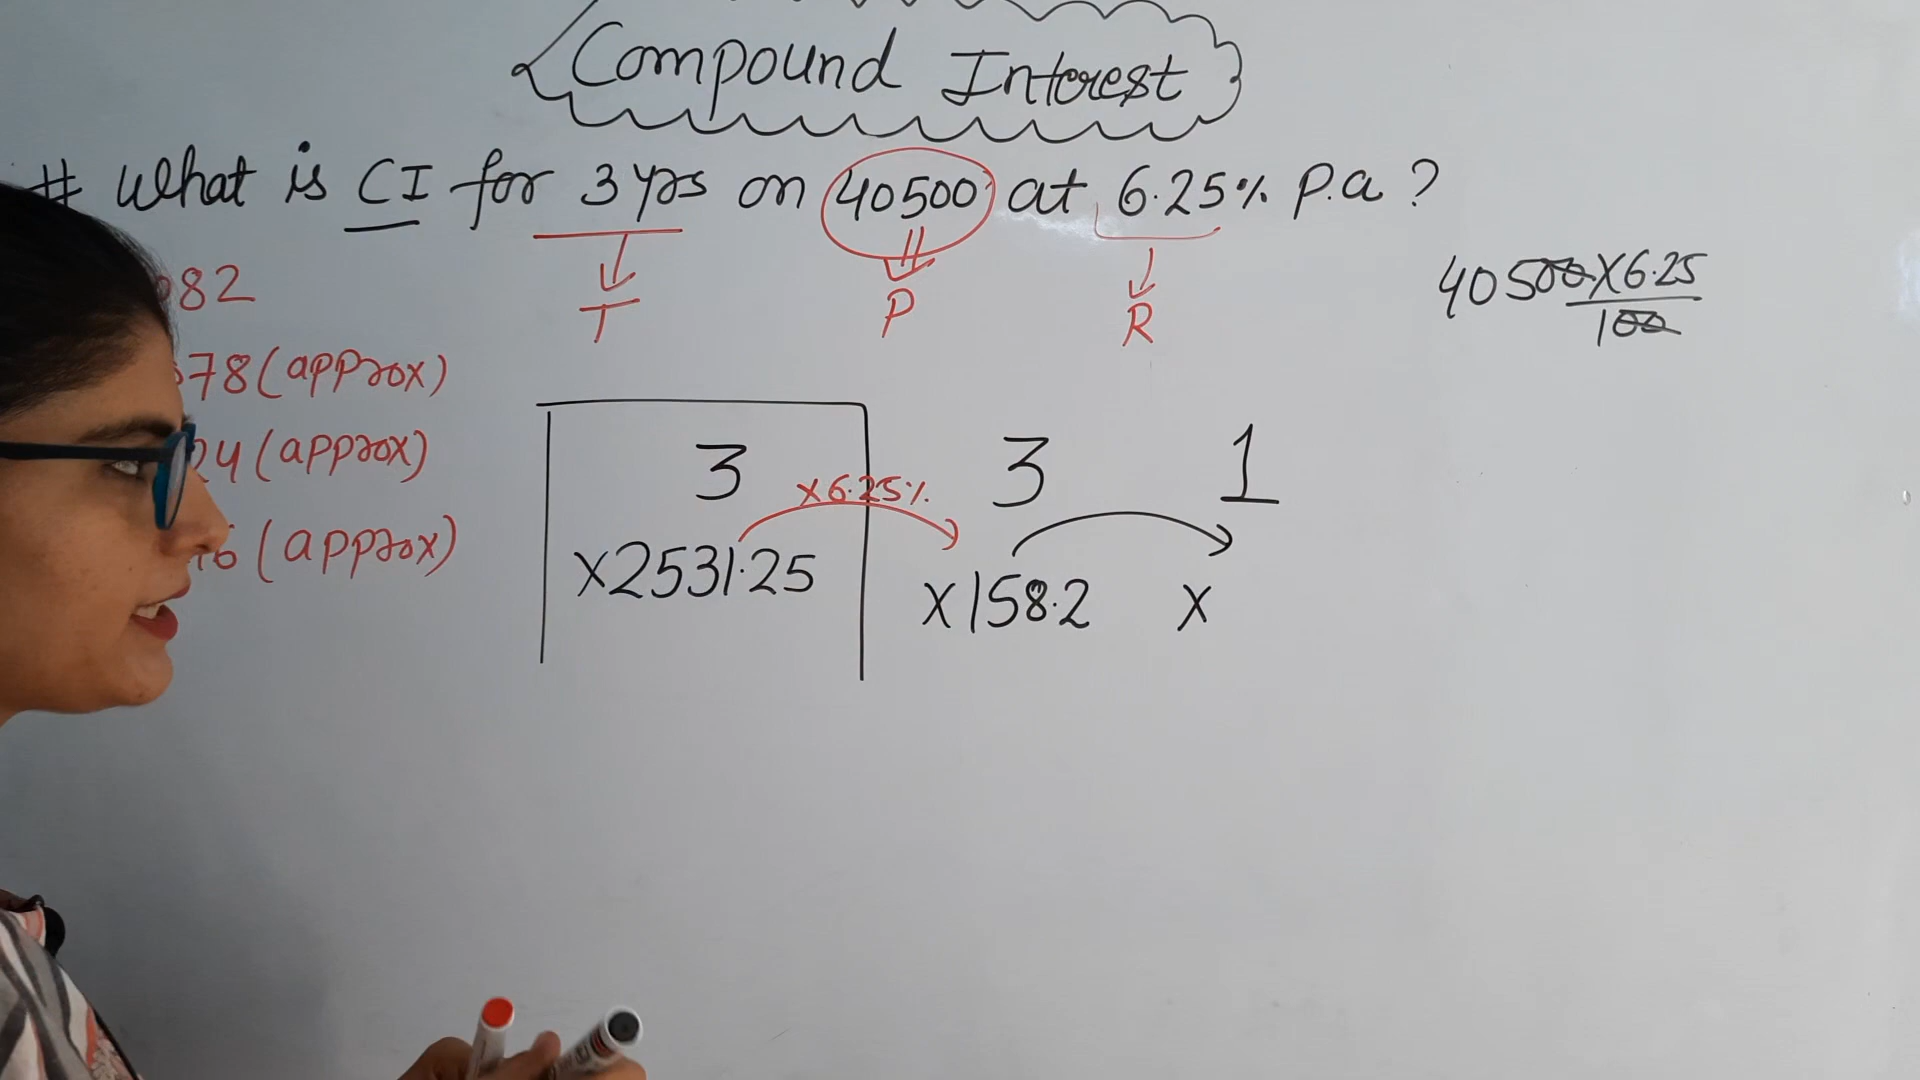 Compound Interest
# What is CI for 3 yrs on 40500 at 6.25% P.a ?
T P R
40500×6.25
100
82
78 (approx)
24 (approx)
(approx)
3 3 1
×6.25%
×2531.25 ×158.2 ×